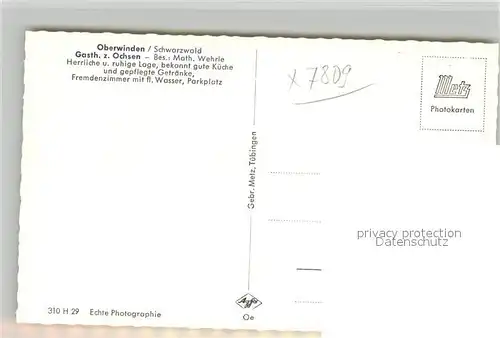 Oberwinden / Schwarzwald
Gasth. z. Ochsen – Bes.: Math. Wehrle
Herrliche u. ruhige Lage, bekannt gute Küche
und gepflegte Getränke,
Fremdenzimmer mit fl. Wasser, Parkplatz
x 7809
Metz
Photokarten
Gebr. Metz, Tübingen
privacy protection
Datenschutz
310 H 29 Echte Photographie
Agfa
Oe